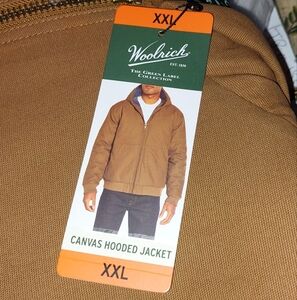 XXL
Woolrich
EST. 1830
THE GREEN LABEL
COLLECTION
CANVAS HOODED JACKET
XXL